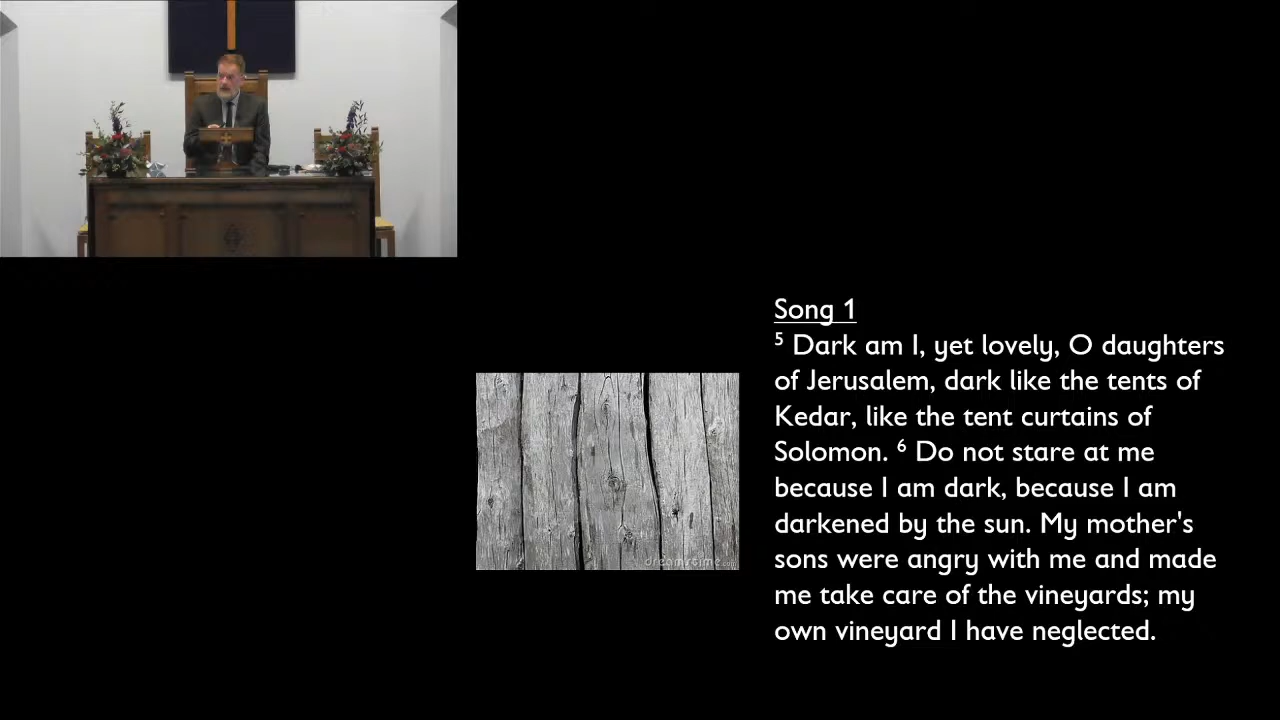 Song 1
⁵ Dark am I, yet lovely, O daughters
of Jerusalem, dark like the tents of
Kedar, like the tent curtains of
Solomon. ⁶ Do not stare at me
because I am dark, because I am
darkened by the sun. My mother's
sons were angry with me and made
me take care of the vineyards; my
own vineyard I have neglected.
dreamstime.com